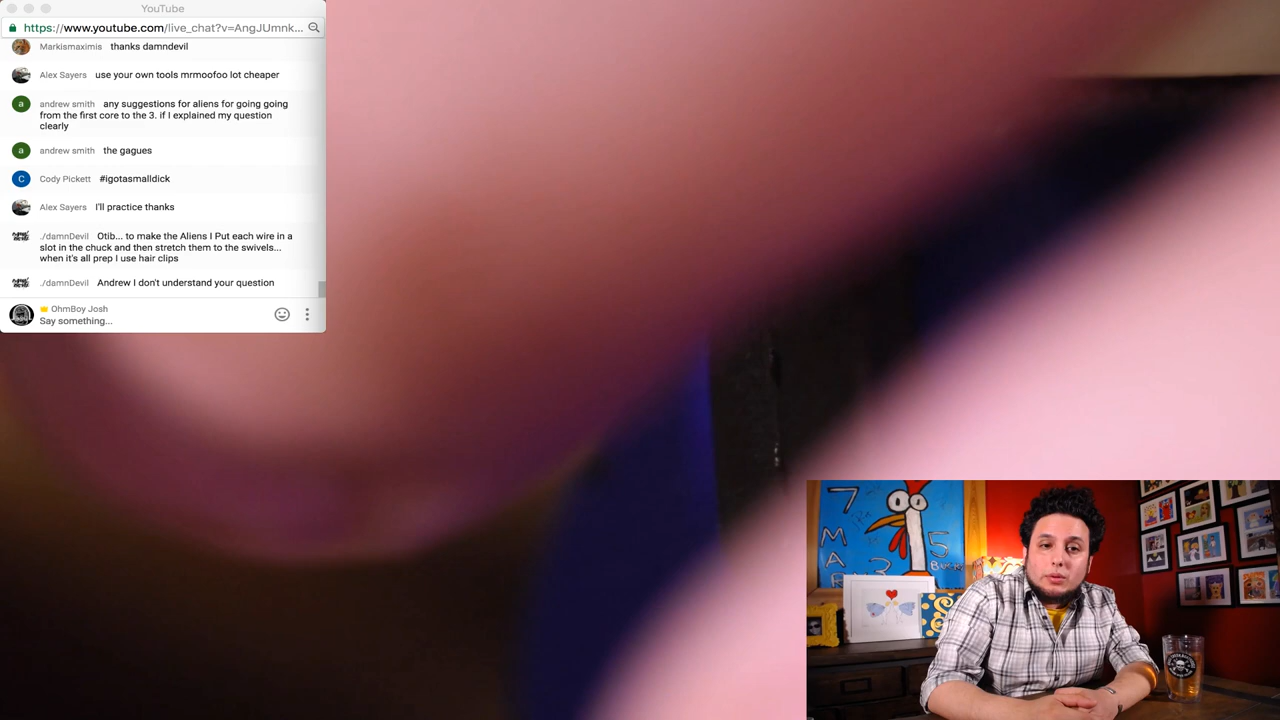 YouTube
https://www.youtube.com/live_chat?v=AngJUmnk...
Markismaximis thanks damndevil
Alex Sayers use your own tools mrmoofoo lot cheaper
andrew smith any suggestions for aliens for going going
from the first core to the 3. if I explained my question
clearly
a
andrew smith the gagues
a
Cody Pickett #igotasmalldick
C
Alex Sayers I'll practice thanks
./damnDevil Otib... to make the Aliens I Put each wire in a
slot in the chuck and then stretch them to the swivels...
when it's all prep I use hair clips
./damnDevil Andrew I don't understand your question
OhmBoy Josh
Say something...
7
MAR
3
5